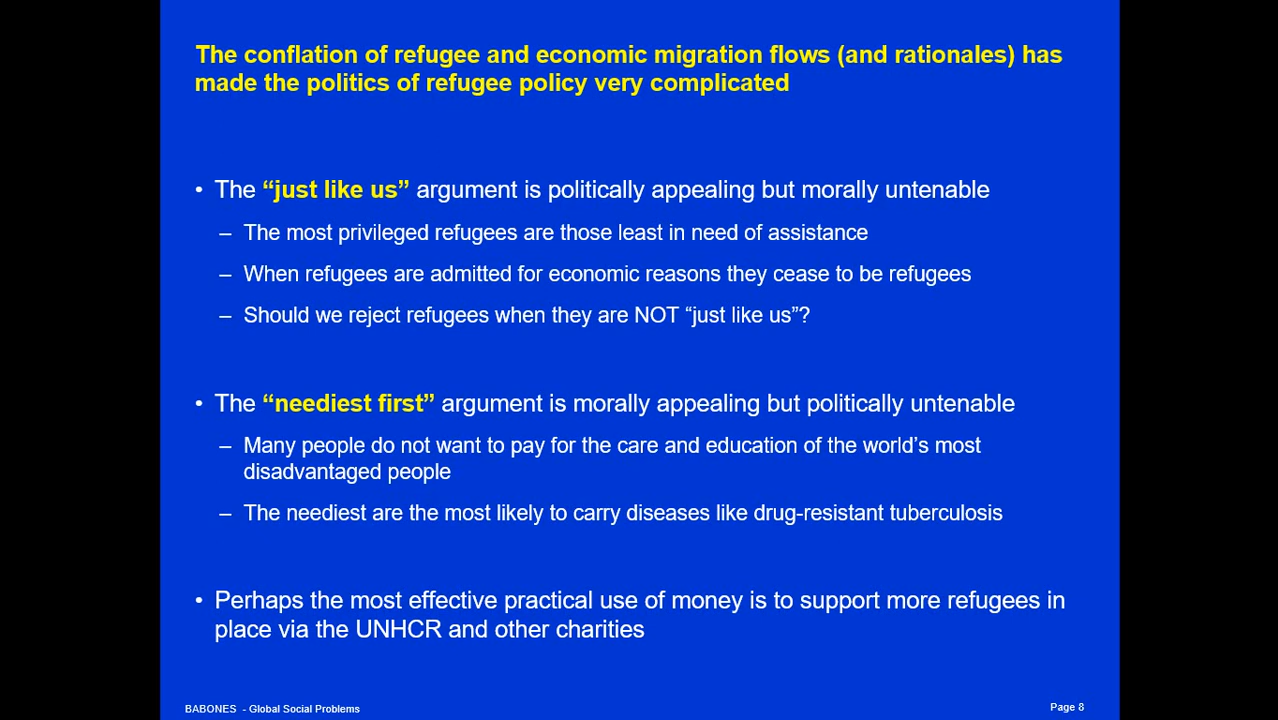 The conflation of refugee and economic migration flows (and rationales) has
made the politics of refugee policy very complicated
• The “just like us” argument is politically appealing but morally untenable
– The most privileged refugees are those least in need of assistance
– When refugees are admitted for economic reasons they cease to be refugees
– Should we reject refugees when they are NOT “just like us”?
• The “neediest first” argument is morally appealing but politically untenable
– Many people do not want to pay for the care and education of the world’s most
disadvantaged people
– The neediest are the most likely to carry diseases like drug-resistant tuberculosis
• Perhaps the most effective practical use of money is to support more refugees in
place via the UNHCR and other charities
BABONES - Global Social Problems
Page 8